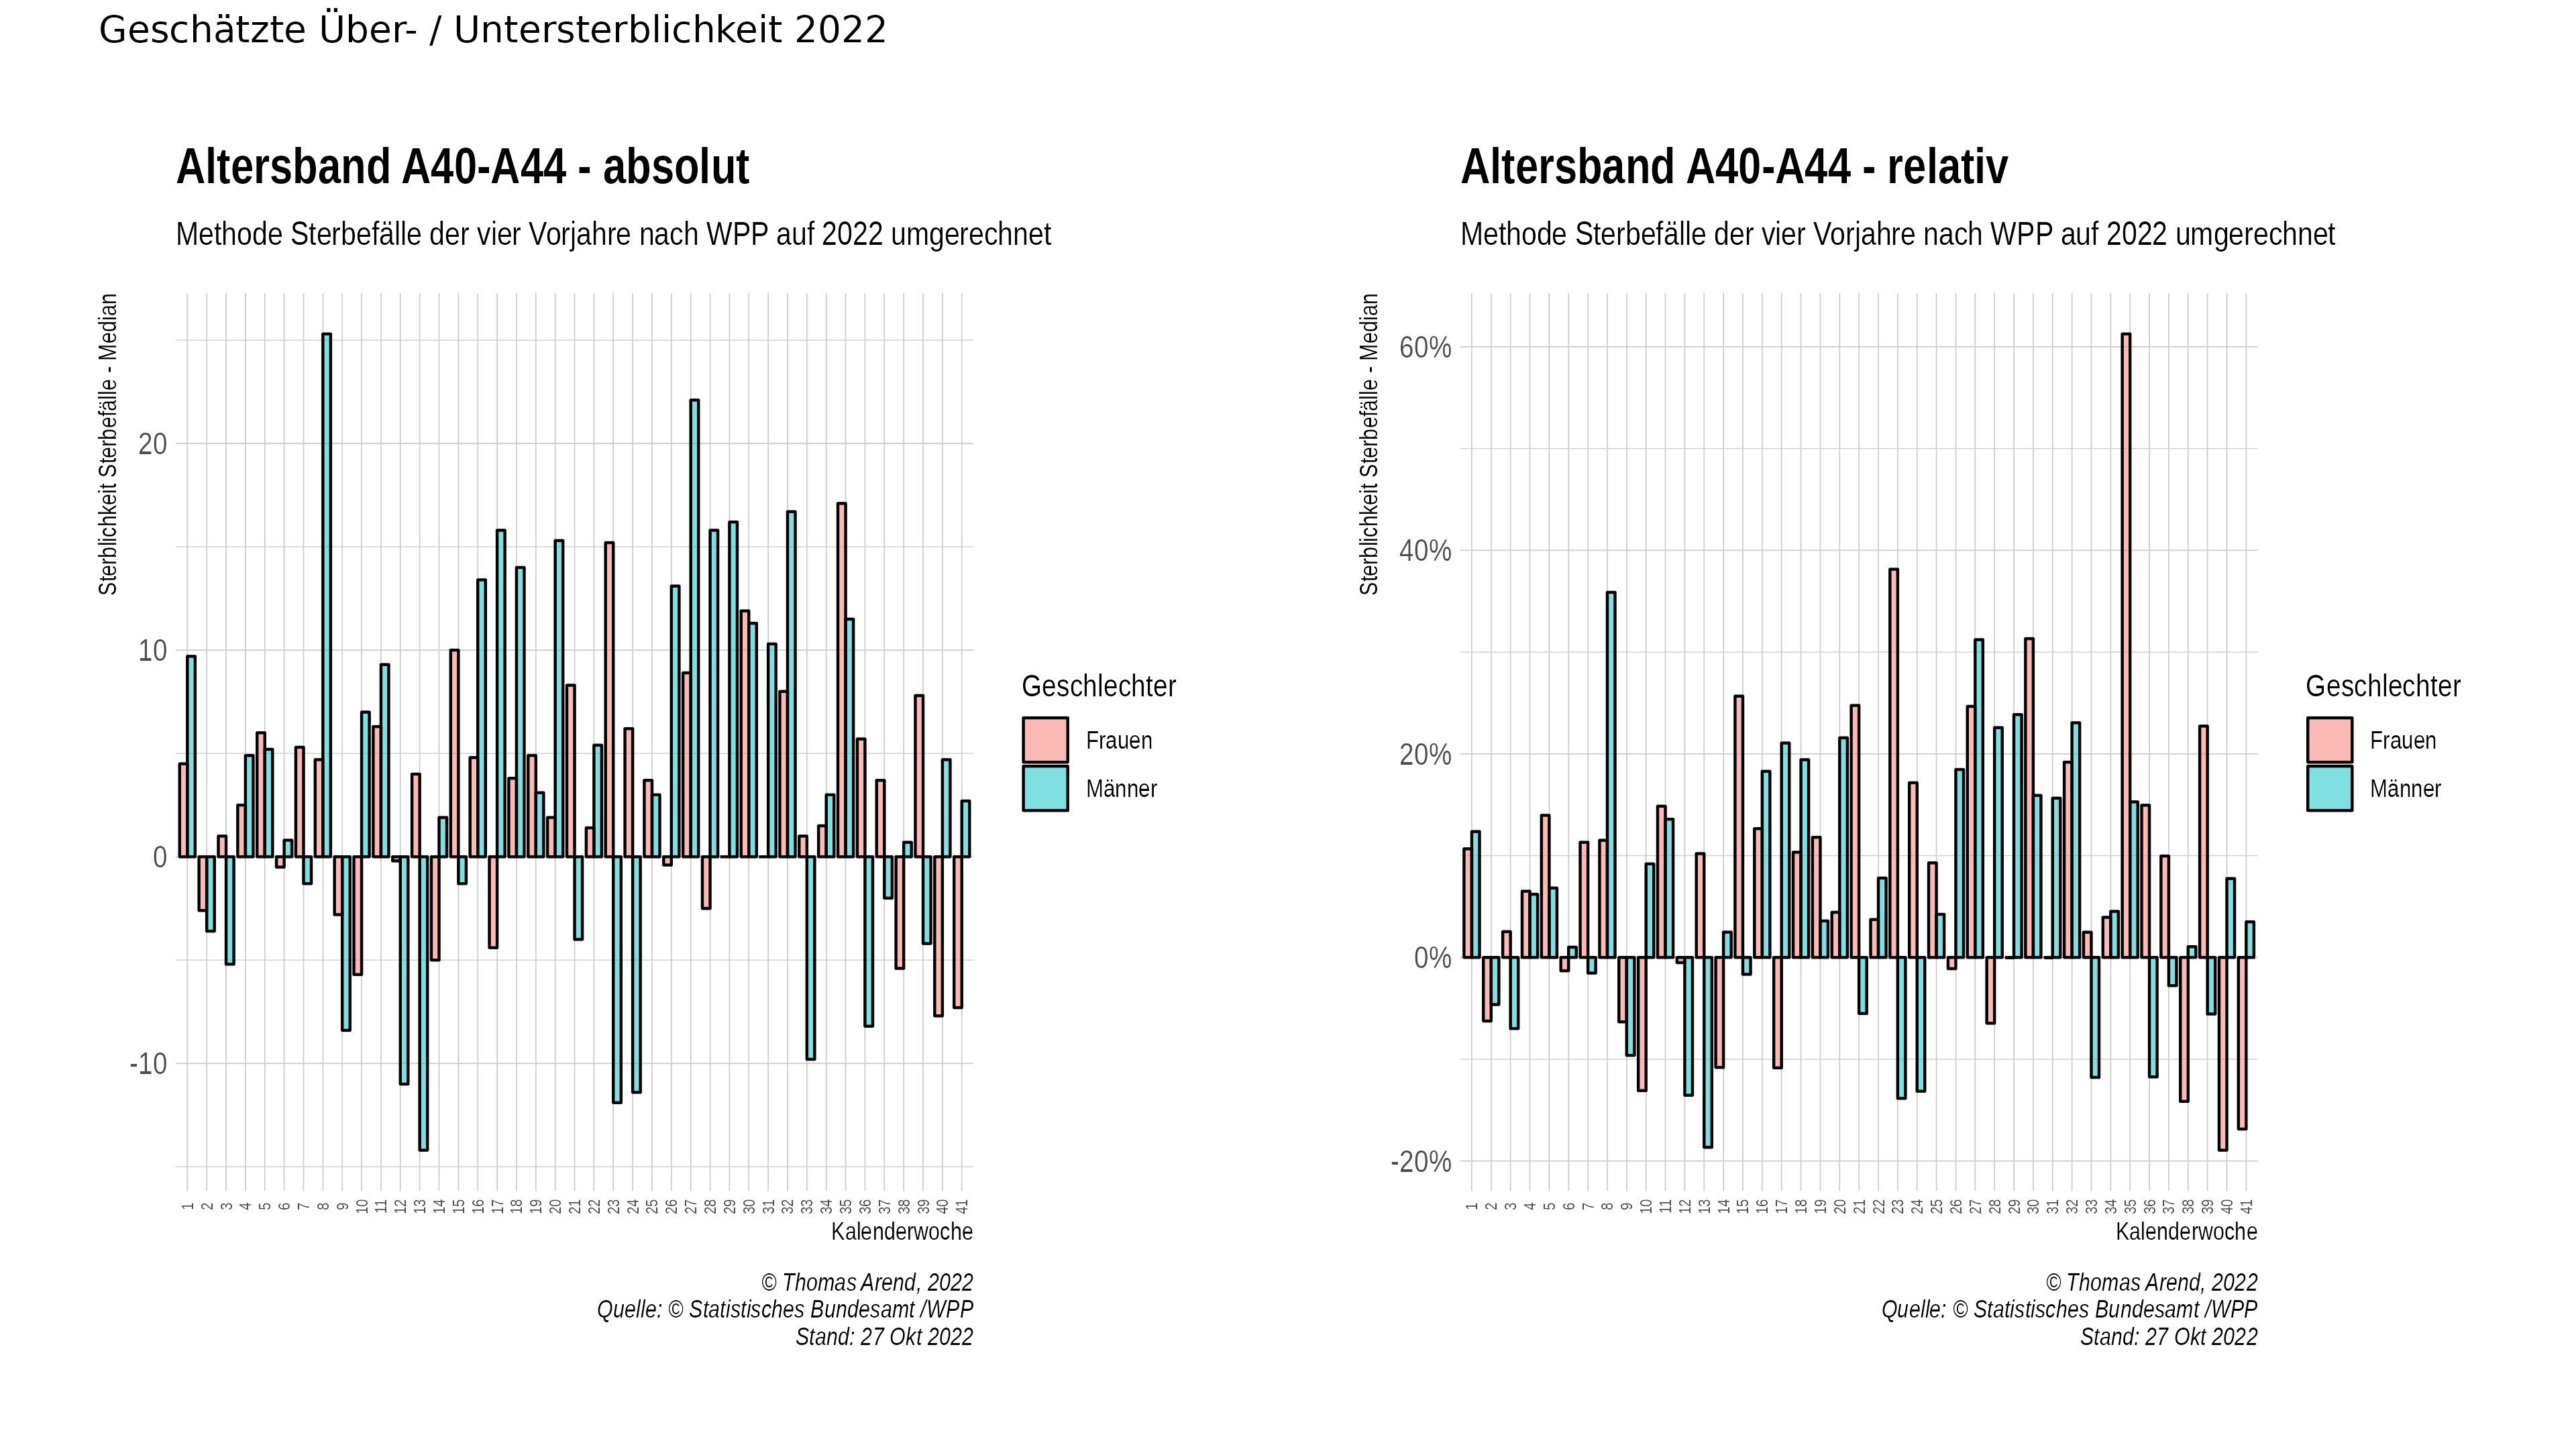 Geschätzte Über- / Untersterblichkeit 2022
Altersband A40-A44 - absolut
Methode Sterbefälle der vier Vorjahre nach WPP auf 2022 umgerechnet
Sterblichkeit Sterbefälle - Median
20
10
0
-10
1 2 3 4 5 6 7 8 9 10 11 12 13 14 15 16 17 18 19 20 21 22 23 24 25 26 27 28 29 30 31 32 33 34 35 36 37 38 39 40 41
Kalenderwoche
Geschlechter
Frauen
Männer
© Thomas Arend, 2022
Quelle: © Statistisches Bundesamt /WPP
Stand: 27 Okt 2022
Altersband A40-A44 - relativ
Methode Sterbefälle der vier Vorjahre nach WPP auf 2022 umgerechnet
Sterblichkeit Sterbefälle - Median
60%
40%
20%
0%
-20%
1 2 3 4 5 6 7 8 9 10 11 12 13 14 15 16 17 18 19 20 21 22 23 24 25 26 27 28 29 30 31 32 33 34 35 36 37 38 39 40 41
Kalenderwoche
Geschlechter
Frauen
Männer
© Thomas Arend, 2022
Quelle: © Statistisches Bundesamt /WPP
Stand: 27 Okt 2022